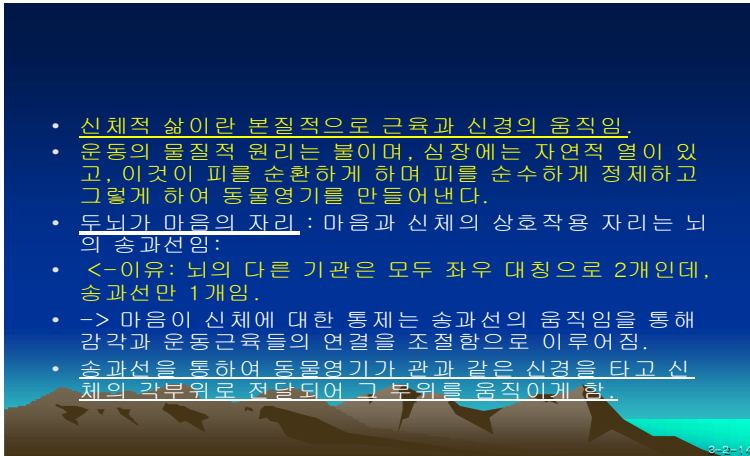 • 신체적 삶이란 본질적으로 근육과 신경의 움직임.
• 운동의 물질적 원리는 불이며, 심장에는 자연적 열이 있
고, 이것이 피를 순환하게 하며 피를 순수하게 정제하고
그렇게 하여 동물영기를 만들어낸다.
• 두뇌가 마음의 자리 : 마음과 신체의 상호작용 자리는 뇌
의 송과선임:
• <-이유: 뇌의 다른 기관은 모두 좌우 대칭으로 2개인데,
송과선만 1개임.
• -> 마음이 신체에 대한 통제는 송과선의 움직임을 통해
감각과 운동근육들의 연결을 조절함으로 이루어짐.
• 송과선을 통하여 동물영기가 관과 같은 신경을 타고 신
체의 각부위로 전달되어 그 부위를 움직이게 함.
3-2-14